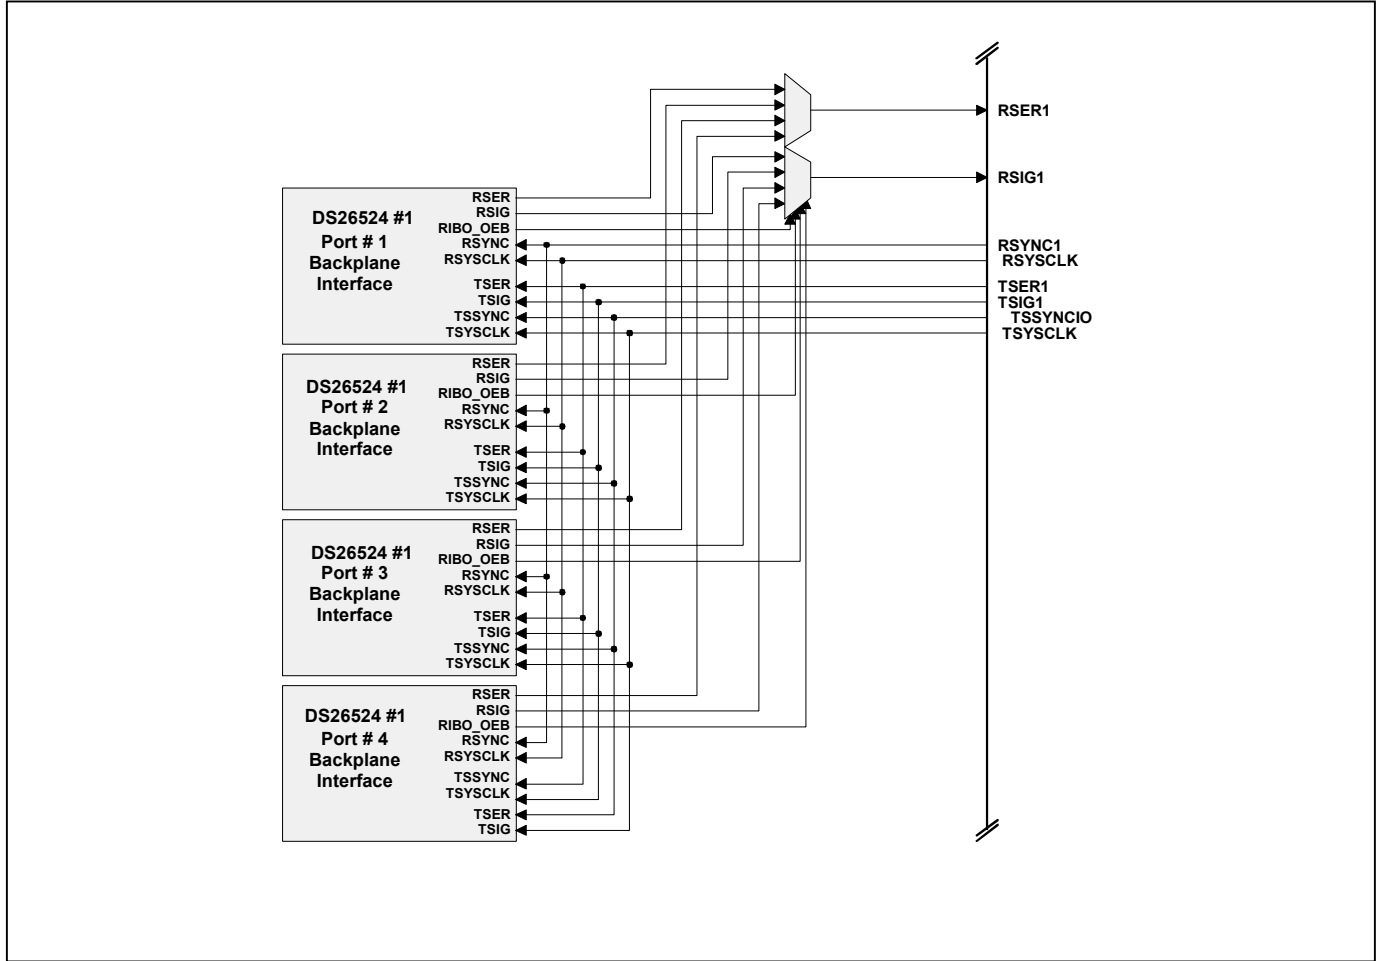 RSER1
RSIG1
DS26524 #1
Port # 1
Backplane
Interface
RSER
RSIG
RIBO_OEB
RSYNC
RSYSCLK
TSER
TSIG
TSSYNC
TSYSCLK
RSYNC1
RSYSCLK
TSER1
TSIG1
TSSYNCIO
TSYSCLK
DS26524 #1
Port # 2
Backplane
Interface
RSER
RSIG
RIBO_OEB
RSYNC
RSYSCLK
TSER
TSIG
TSSYNC
TSYSCLK
DS26524 #1
Port # 3
Backplane
Interface
RSER
RSIG
RIBO_OEB
RSYNC
RSYSCLK
TSER
TSIG
TSSYNC
TSYSCLK
DS26524 #1
Port # 4
Backplane
Interface
RSER
RSIG
RIBO_OEB
RSYNC
RSYSCLK
TSSYNC
TSYSCLK
TSER
TSIG